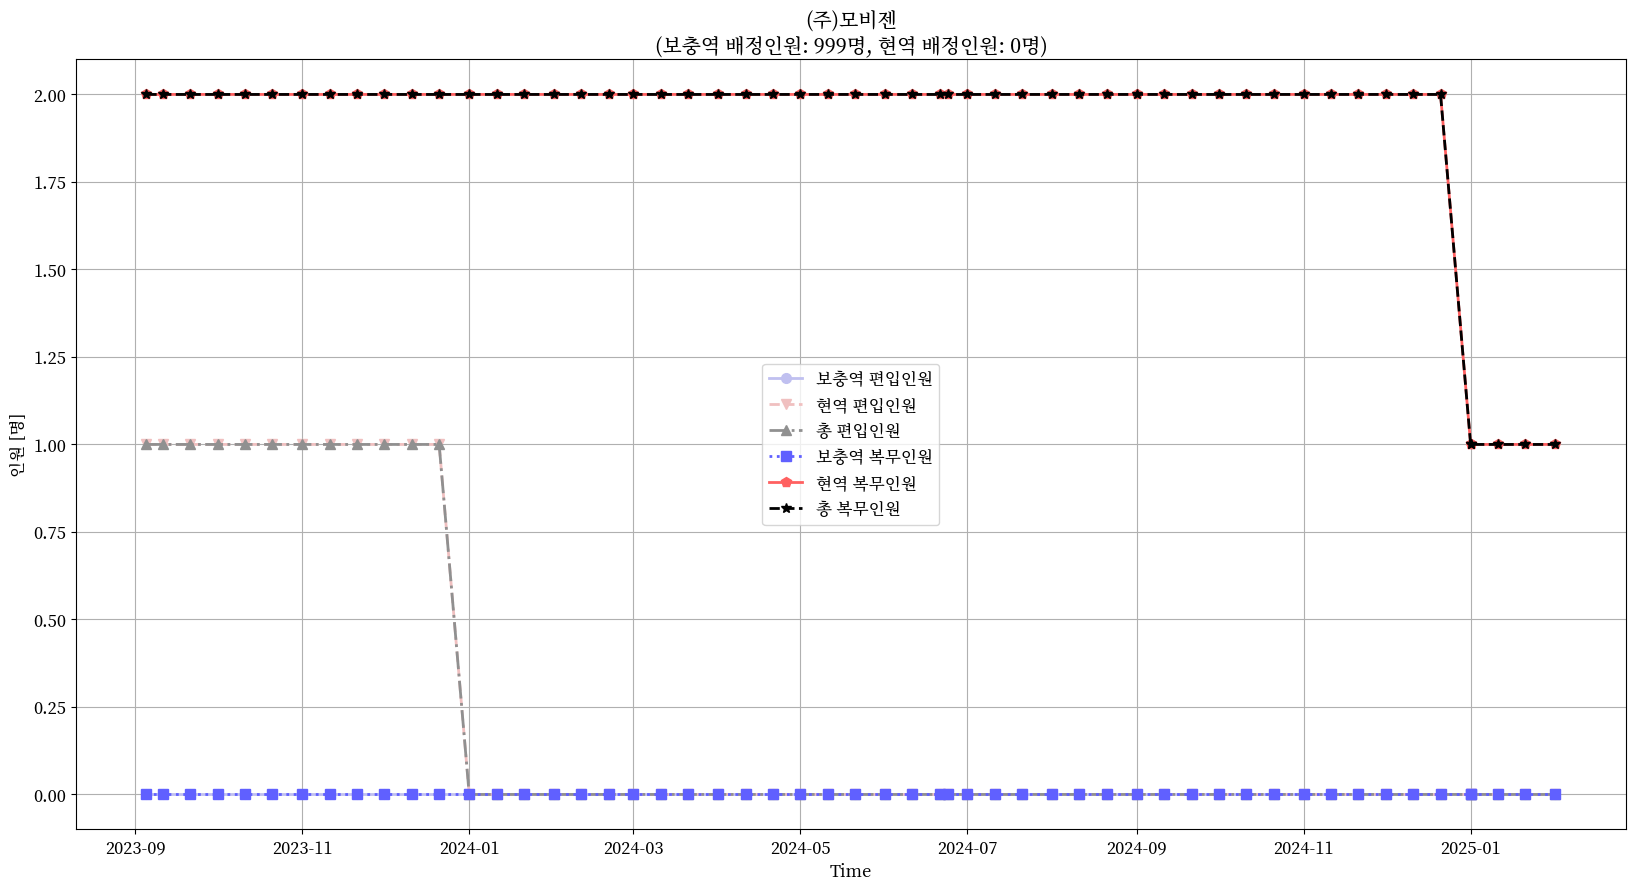 (주)모비젠
(보충역 배정인원: 999명, 현역 배정인원: 0명)
인원 [명]
2.00
1.75
1.50
1.25
1.00
0.75
0.50
0.25
0.00
보충역 편입인원
현역 편입인원
총 편입인원
보충역 복무인원
현역 복무인원
총 복무인원
2023-09
2023-11
2024-01
2024-03
2024-05
2024-07
2024-09
2024-11
2025-01
Time